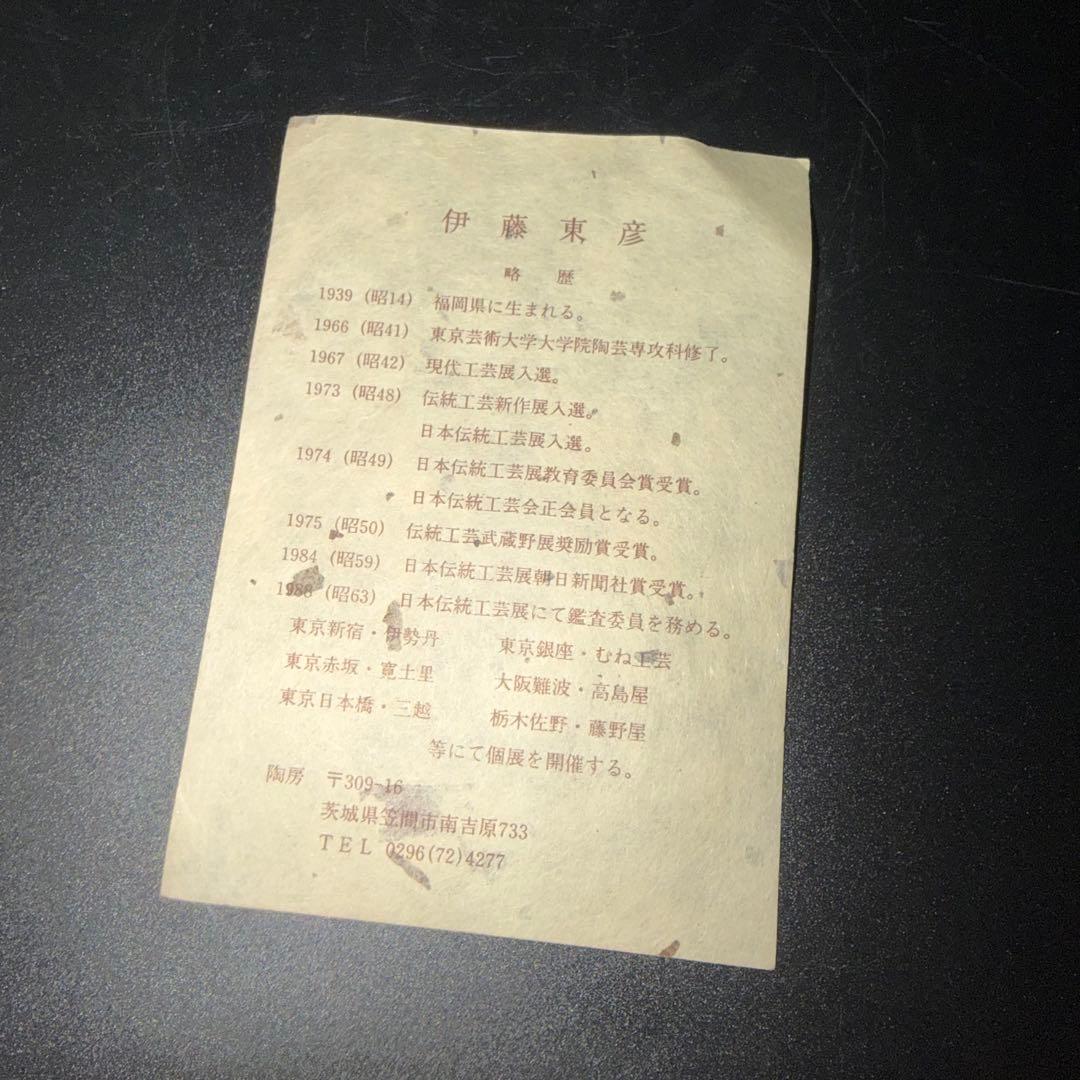 伊藤東彦
略歴
1939 (昭14) 福岡県に生まれる。
1966 (昭41) 東京芸術大学大学院陶芸専攻科修了。
1967 (昭42) 現代工芸展入選。
1973 (昭48) 伝統工芸新作展入選。
日本伝統工芸展入選。
1974 (昭49) 日本伝統工芸展教育委員会賞受賞。
日本伝統工芸会正会員となる。
1975 (昭50) 伝統工芸武蔵野展奨励賞受賞。
1984 (昭59) 日本伝統工芸展朝日新聞社賞受賞。
1988 (昭63) 日本伝統工芸展にて鑑査委員を務める。
東京新宿・伊勢丹 東京銀座・むね工芸
東京赤坂・寛土里 大阪難波・高島屋
東京日本橋・三越 栃木佐野・藤野屋
等にて個展を開催する。
陶房 〒309-16
茨城県笠間市南吉原733
TEL 0296(72)4277